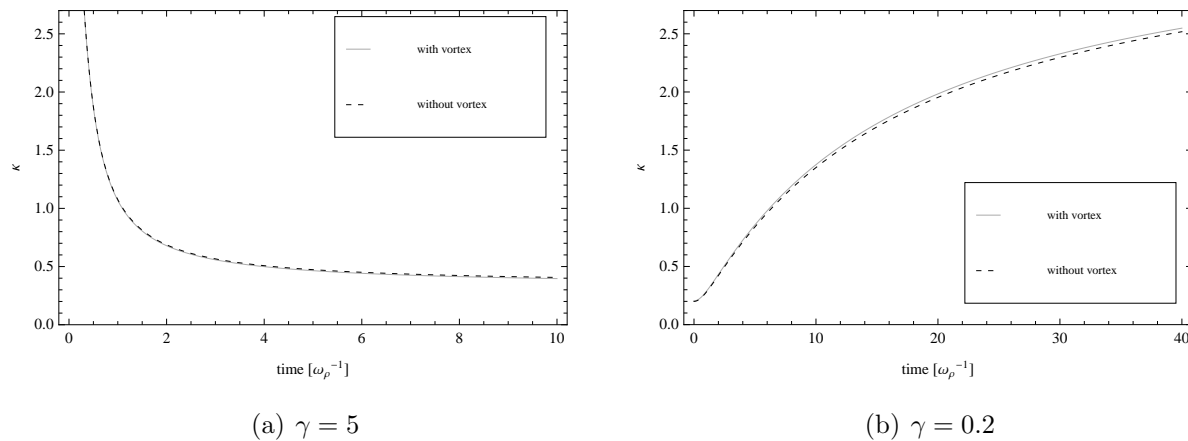 2.5
2.0
1.5
1.0
0.5
0.0
κ
with vortex
without vortex
0 2 4 6 8 10
time [ω_ρ⁻¹]
(a) γ = 5
2.5
2.0
1.5
1.0
0.5
0.0
κ
with vortex
without vortex
0 10 20 30 40
time [ω_ρ⁻¹]
(b) γ = 0.2